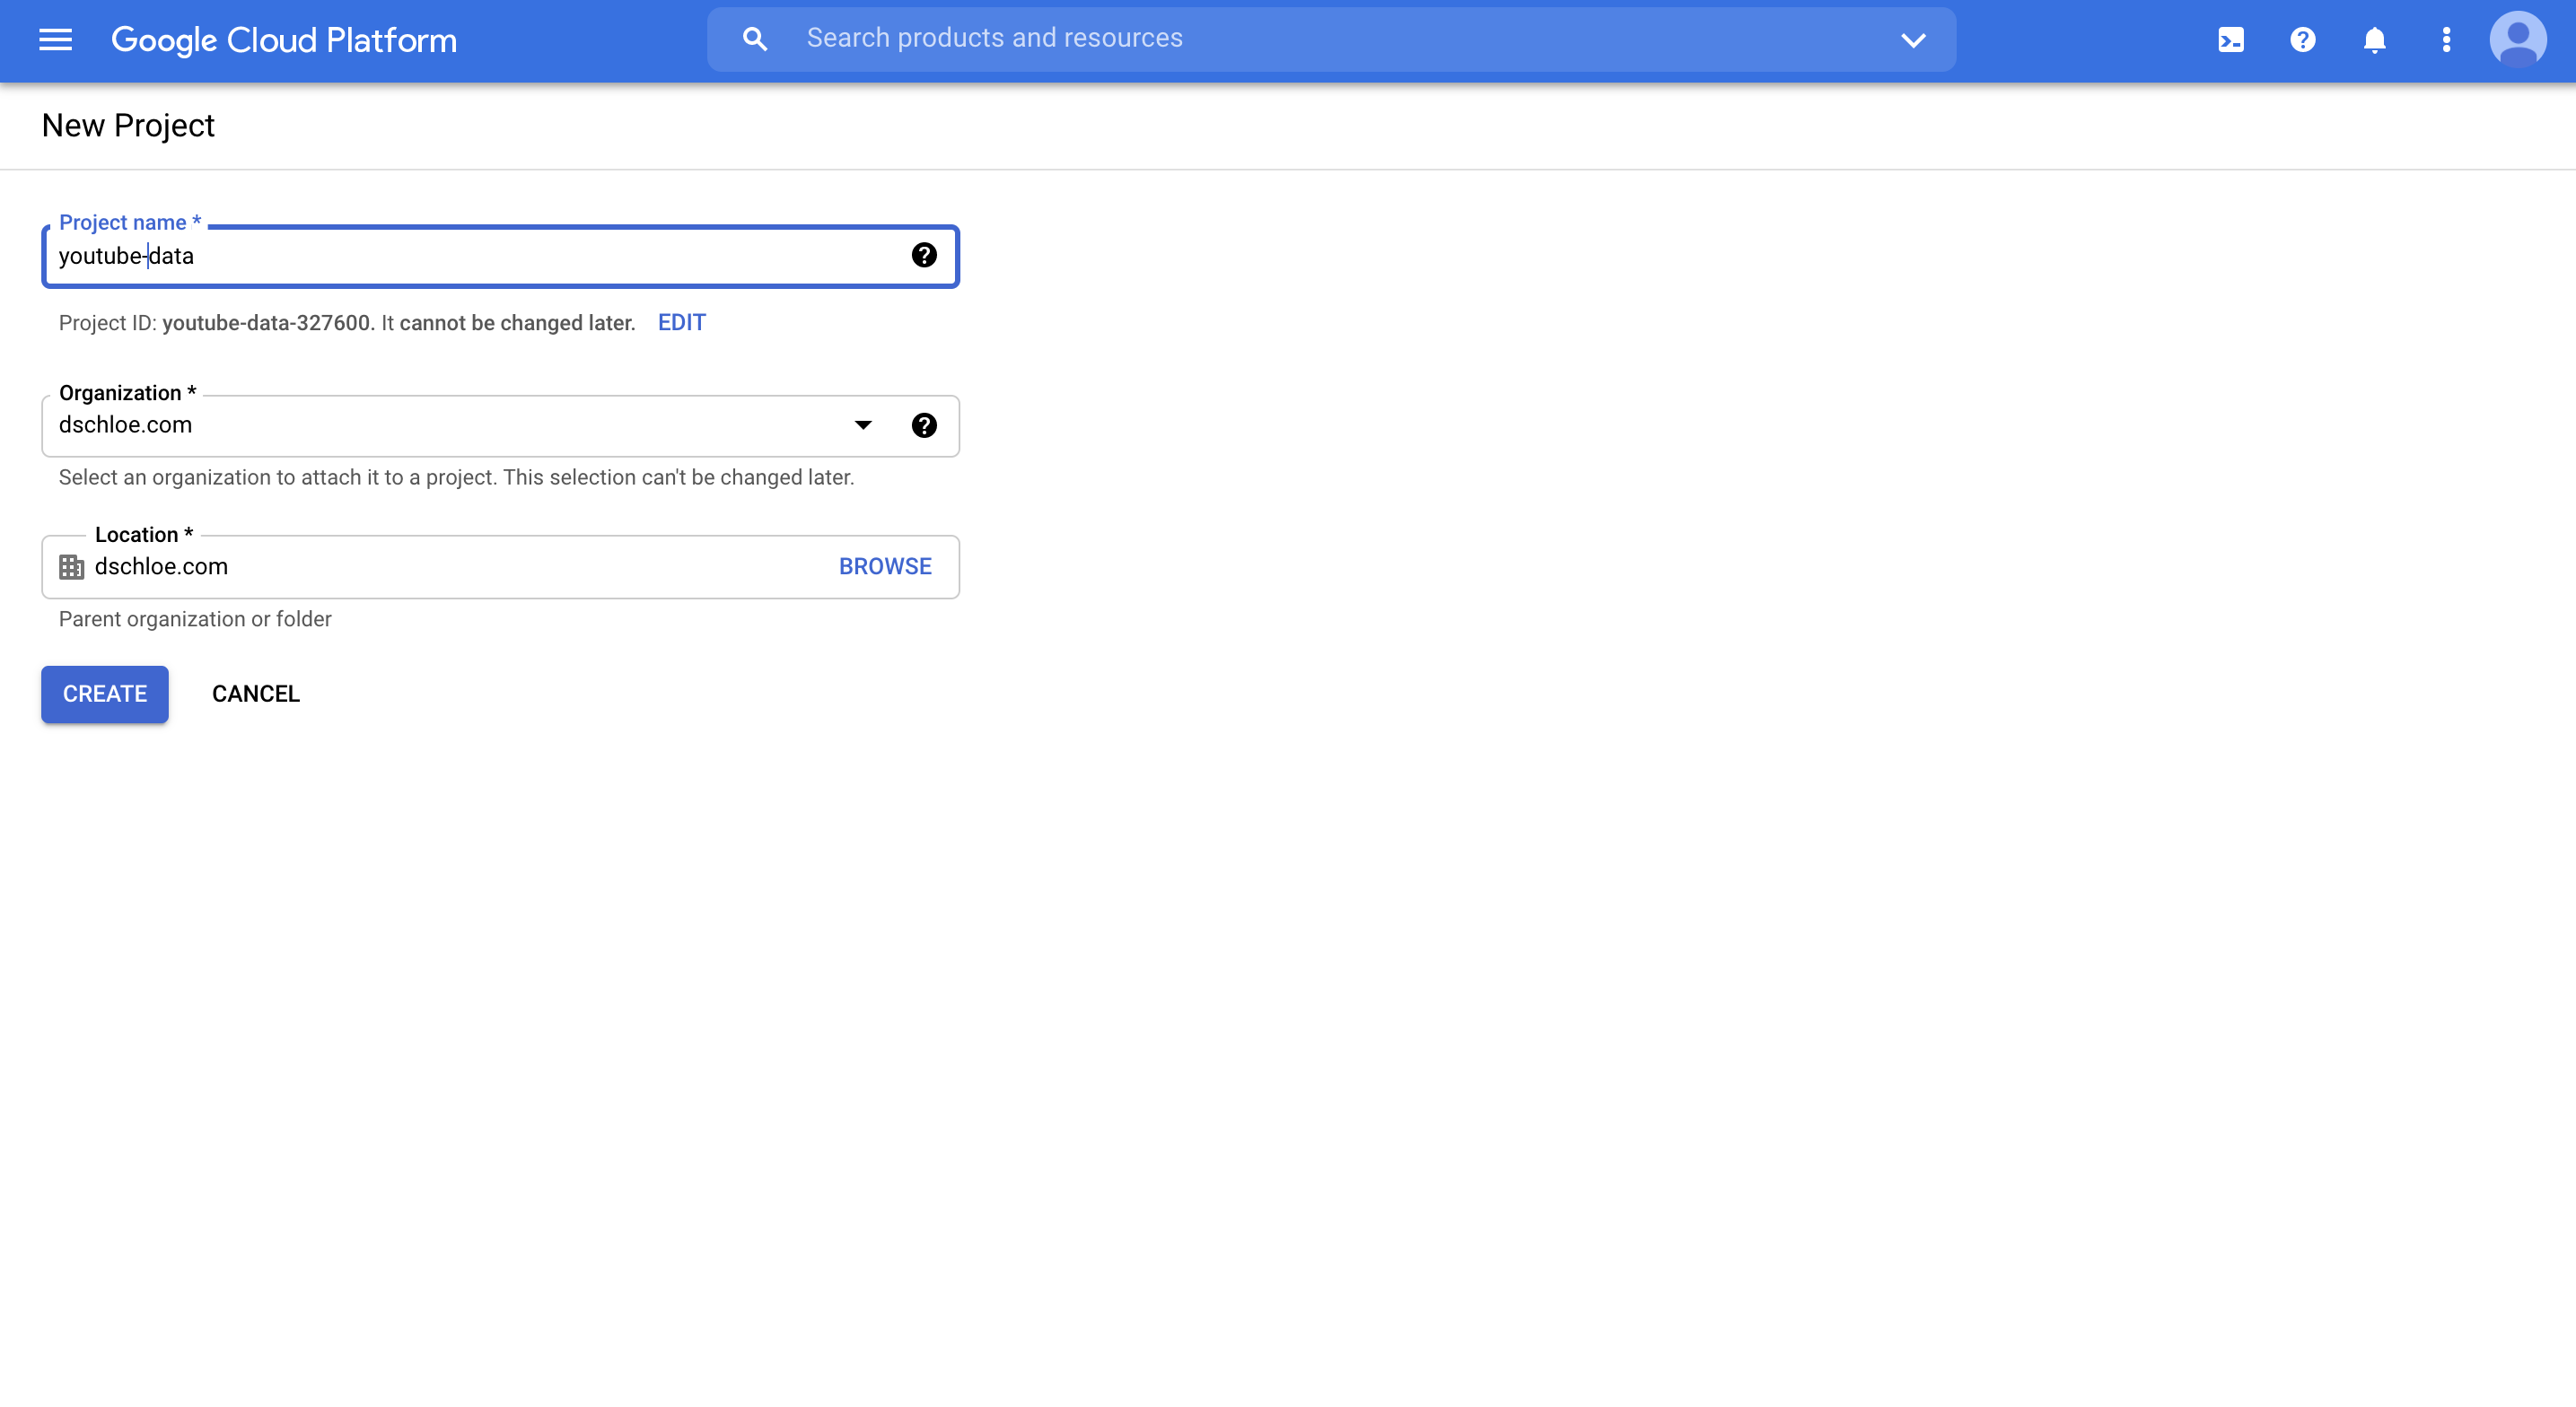 Google Cloud Platform
Search products and resources
New Project
Project name *
youtube-data
Project ID: youtube-data-327600. It cannot be changed later. EDIT
Organization *
dschloe.com
Select an organization to attach it to a project. This selection can't be changed later.
Location *
dschloe.com BROWSE
Parent organization or folder
CREATE CANCEL